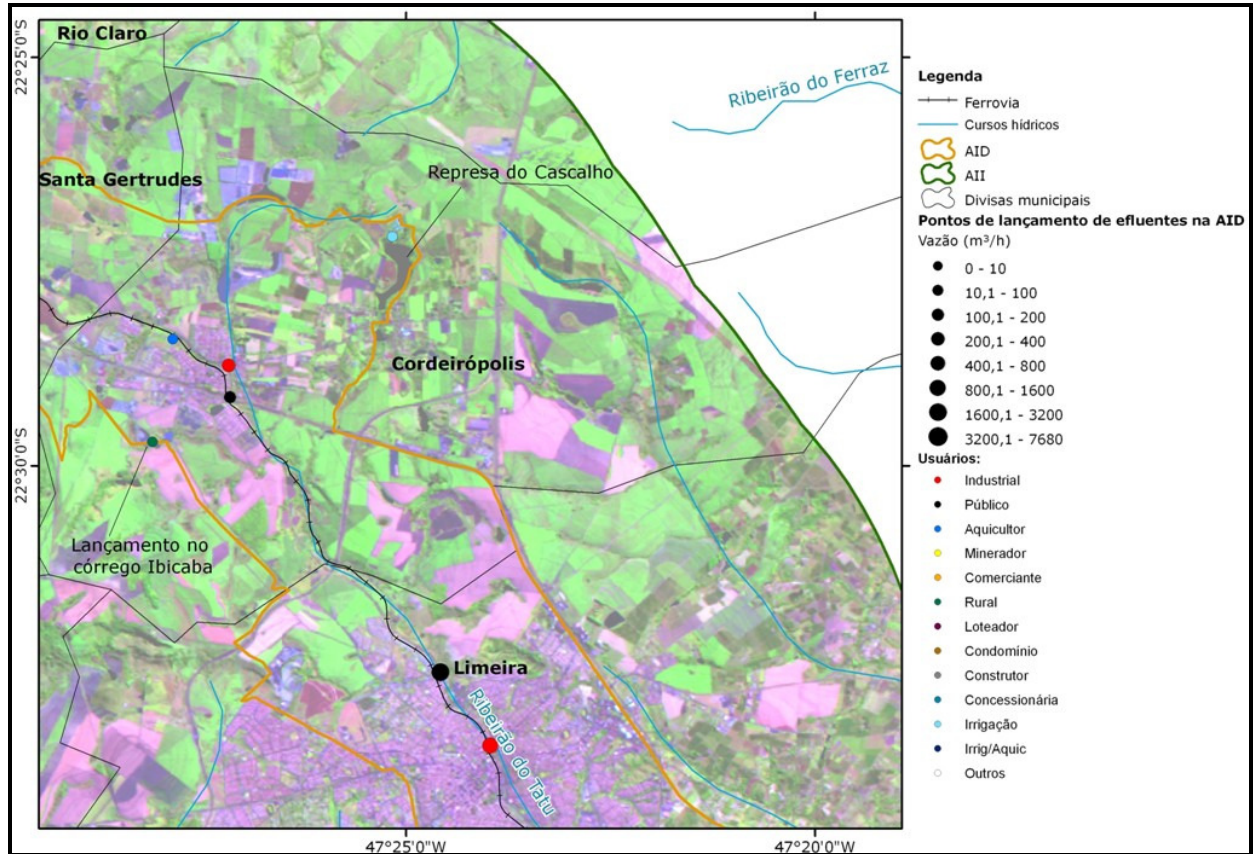 Rio Claro
22°25'0"S
Ribeirão do Ferraz
Represa do Cascalho
Santa Gertrudes
Cordeirópolis
22°30'0"S
Lançamento no
córrego Ibicaba
Limeira
Ribeirão do Tatu
47°25'0"W
47°20'0"W
Legenda
Ferrovia
Cursos hídricos
AID
AII
Divisas municipais
Pontos de lançamento de efluentes na AID
Vazão (m³/h)
0 - 10
10,1 - 100
100,1 - 200
200,1 - 400
400,1 - 800
800,1 - 1600
1600,1 - 3200
3200,1 - 7680
Usuários:
Industrial
Público
Aquicultor
Minerador
Comerciante
Rural
Loteador
Condomínio
Construtor
Concessionária
Irrigação
Irrig/Aquic
Outros